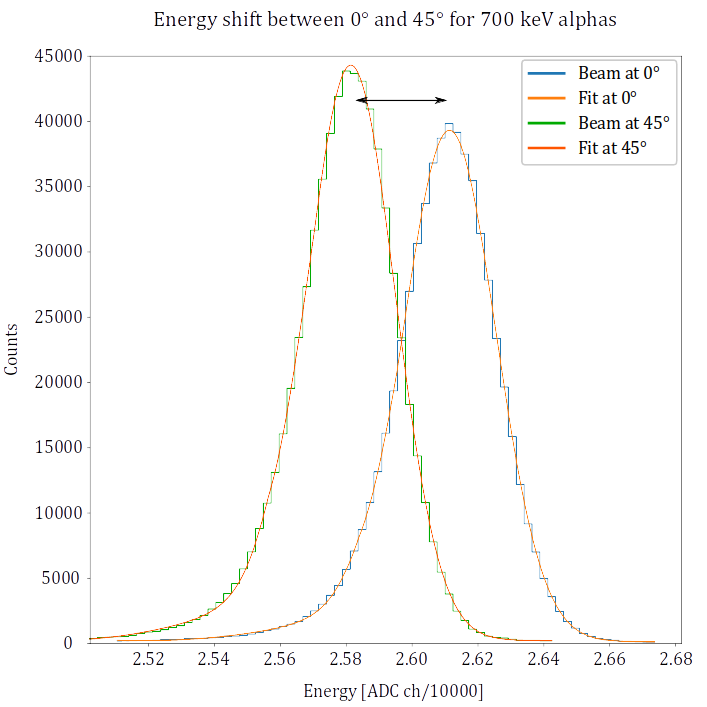 Energy shift between 0° and 45° for 700 keV alphas
45000
40000
35000
30000
25000
20000
15000
10000
5000
0
Counts
Beam at 0°
Fit at 0°
Beam at 45°
Fit at 45°
2.52 2.54 2.56 2.58 2.60 2.62 2.64 2.66 2.68
Energy [ADC ch/10000]